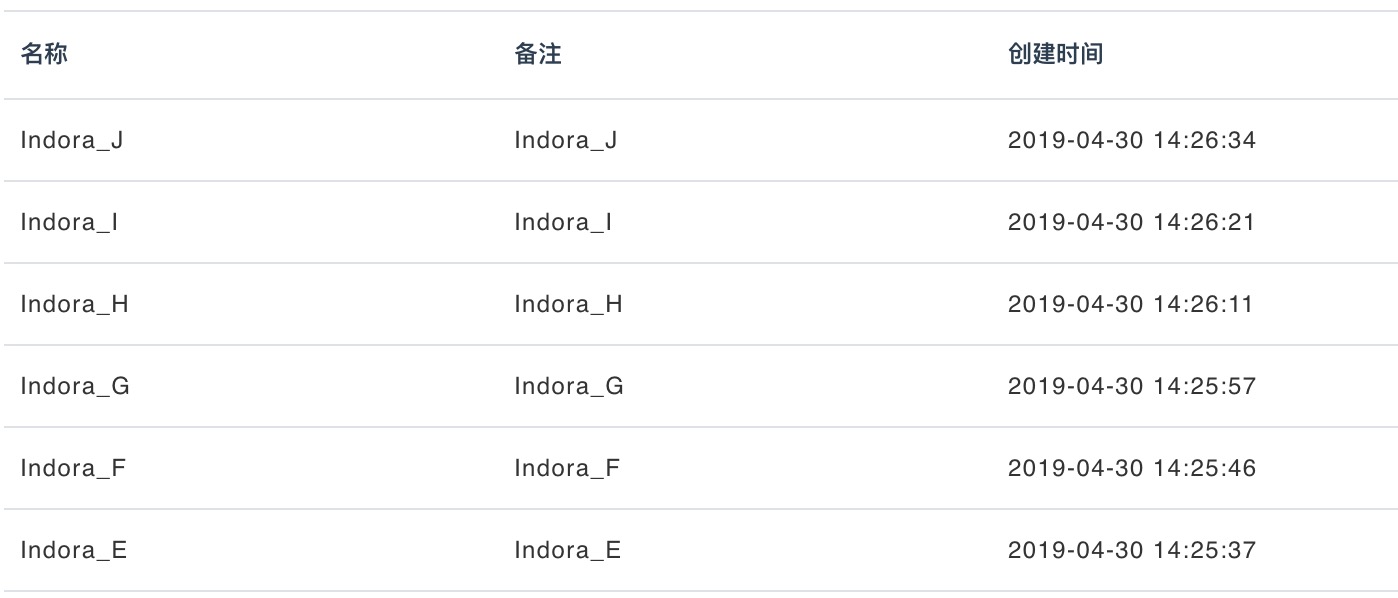 名称 备注 创建时间
Indora_J Indora_J 2019-04-30 14:26:34
Indora_I Indora_I 2019-04-30 14:26:21
Indora_H Indora_H 2019-04-30 14:26:11
Indora_G Indora_G 2019-04-30 14:25:57
Indora_F Indora_F 2019-04-30 14:25:46
Indora_E Indora_E 2019-04-30 14:25:37